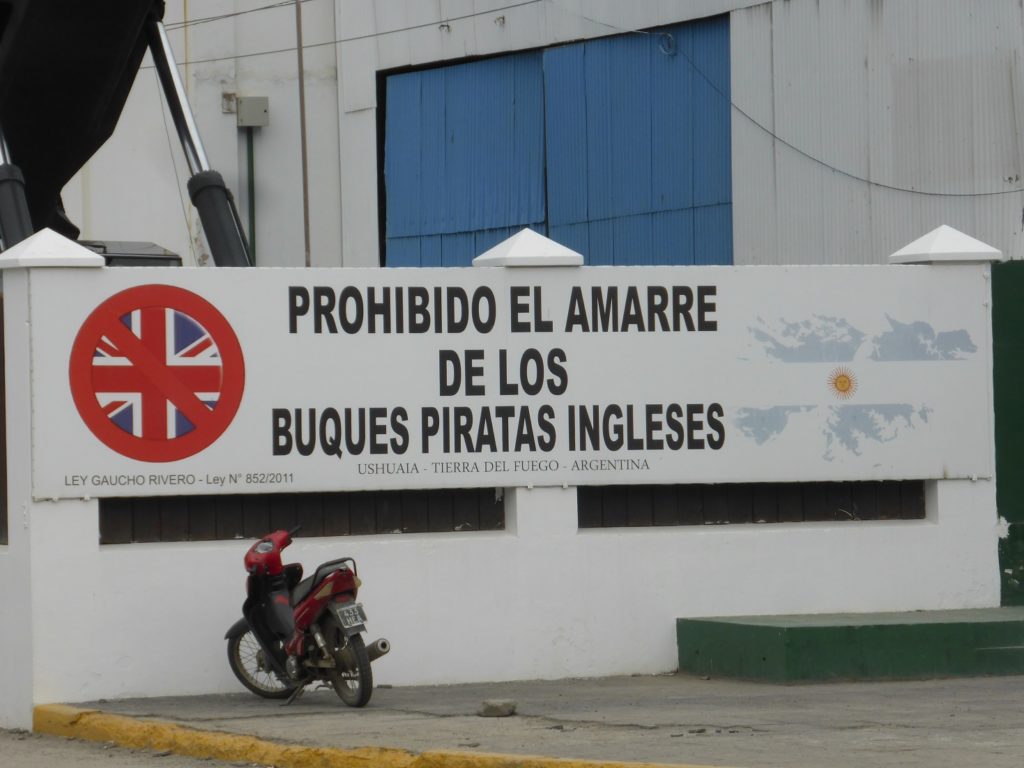 PROHIBIDO EL AMARRE
DE LOS
BUQUES PIRATAS INGLESES
USHUAIA - TIERRA DEL FUEGO - ARGENTINA
LEY GAUCHO RIVERO - Ley N° 852/2011